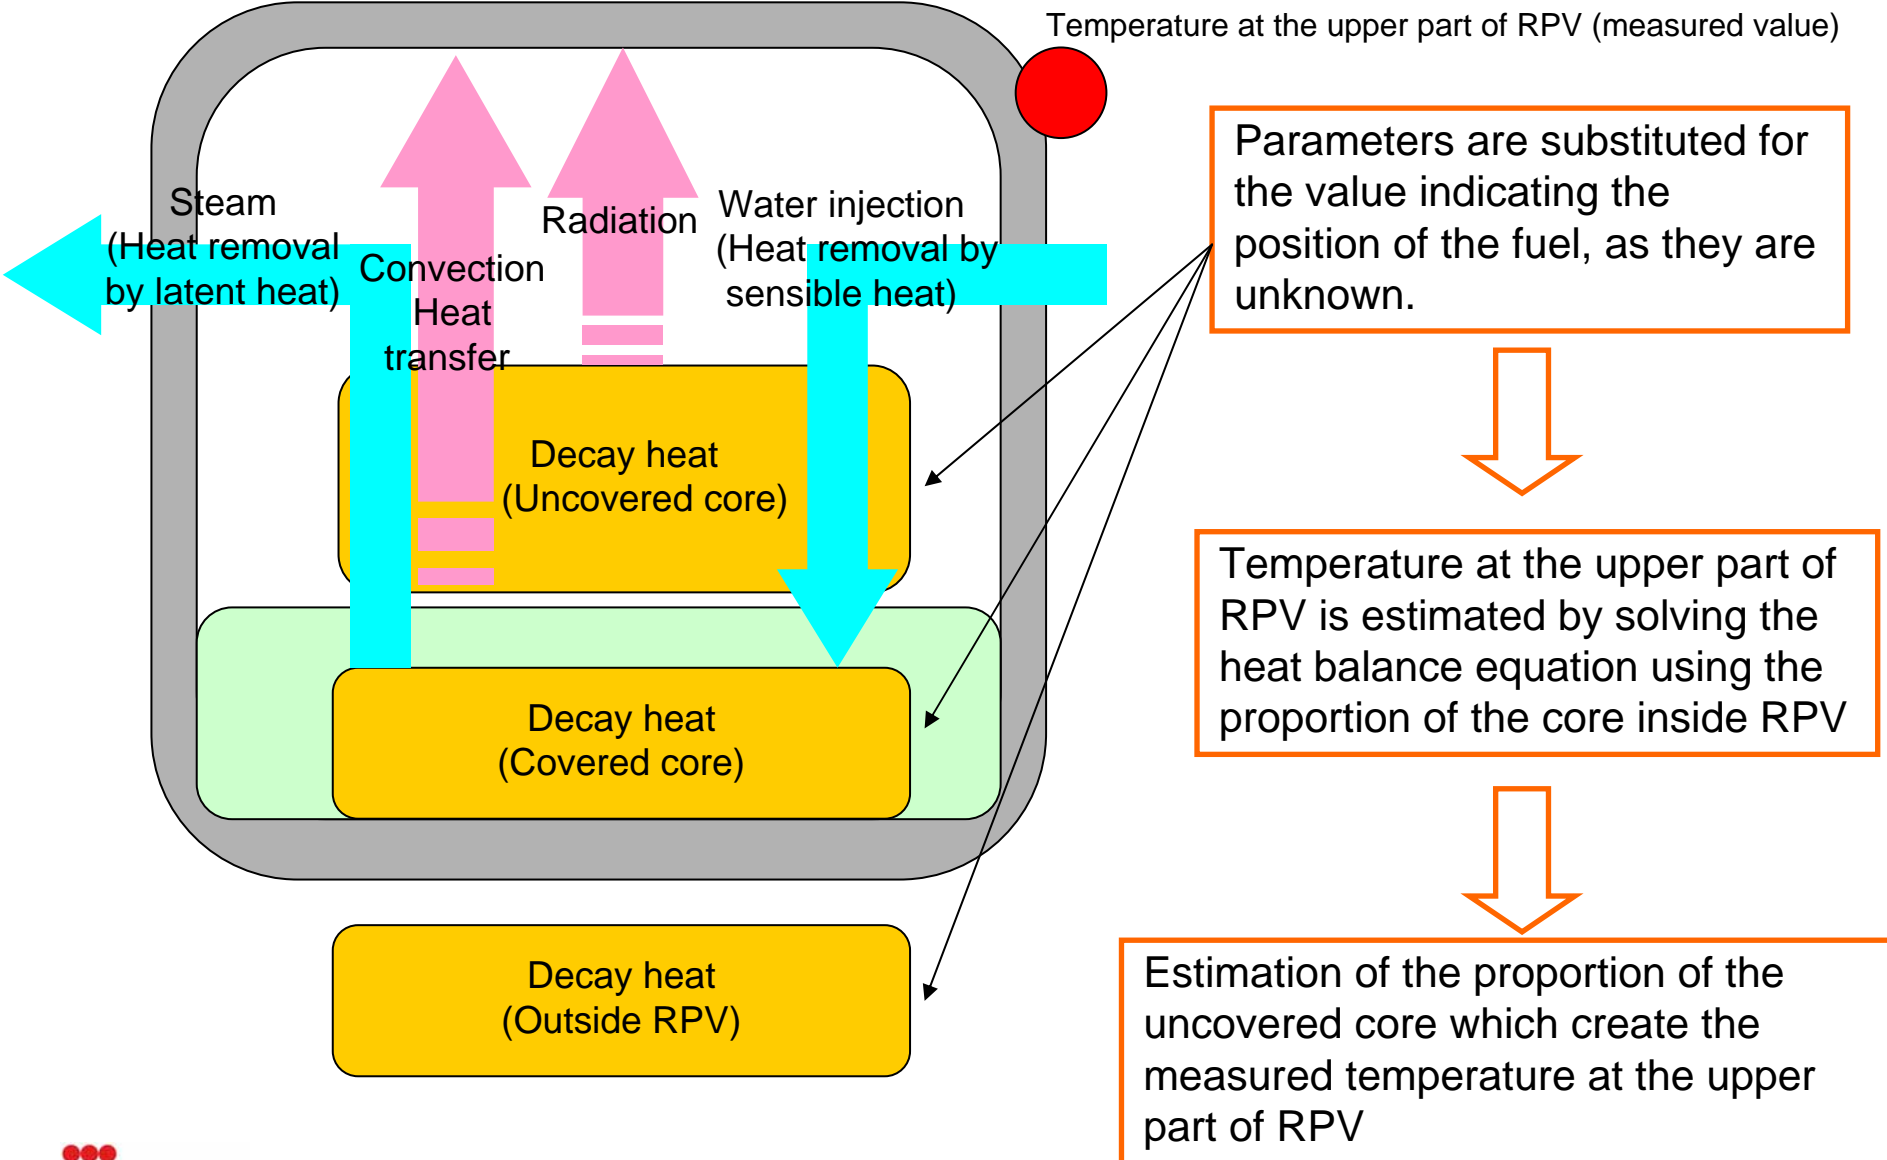 Temperature at the upper part of RPV (measured value)
Steam
(Heat removal
by latent heat)
Convection
Heat
transfer
Radiation
Water injection
(Heat removal by
sensible heat)
Decay heat
(Uncovered core)
Decay heat
(Covered core)
Decay heat
(Outside RPV)
Parameters are substituted for
the value indicating the
position of the fuel, as they are
unknown.
Temperature at the upper part of
RPV is estimated by solving the
heat balance equation using the
proportion of the core inside RPV
Estimation of the proportion of the
uncovered core which create the
measured temperature at the upper
part of RPV